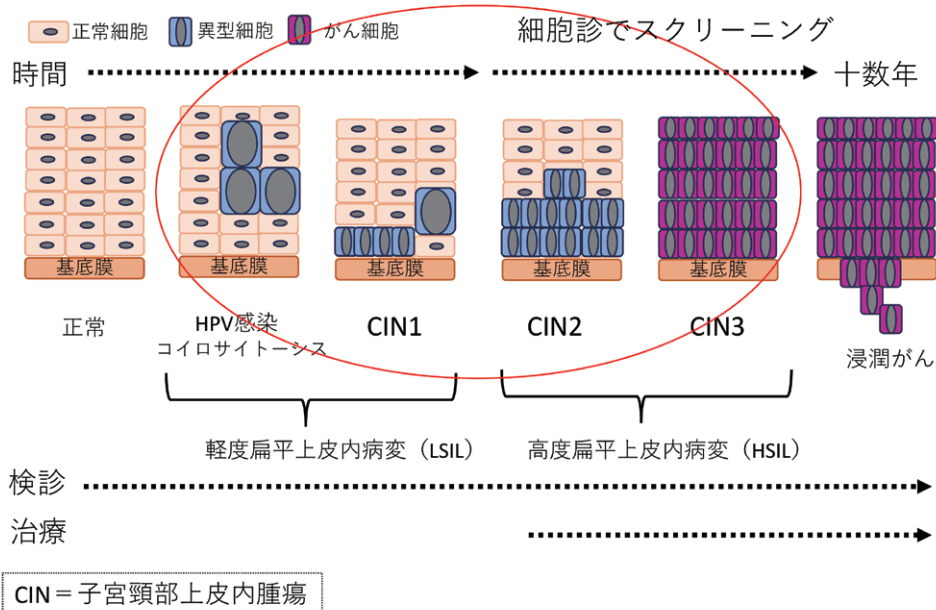 正常細胞 異型細胞 がん細胞
細胞診でスクリーニング
時間 十数年
基底膜 基底膜 基底膜 基底膜 基底膜
正常
HPV感染
コイロサイトーシス
CIN1
CIN2
CIN3
浸潤がん
軽度扁平上皮内病変(LSIL)
高度扁平上皮内病変(HSIL)
検診
治療
CIN=子宮頸部上皮内腫瘍